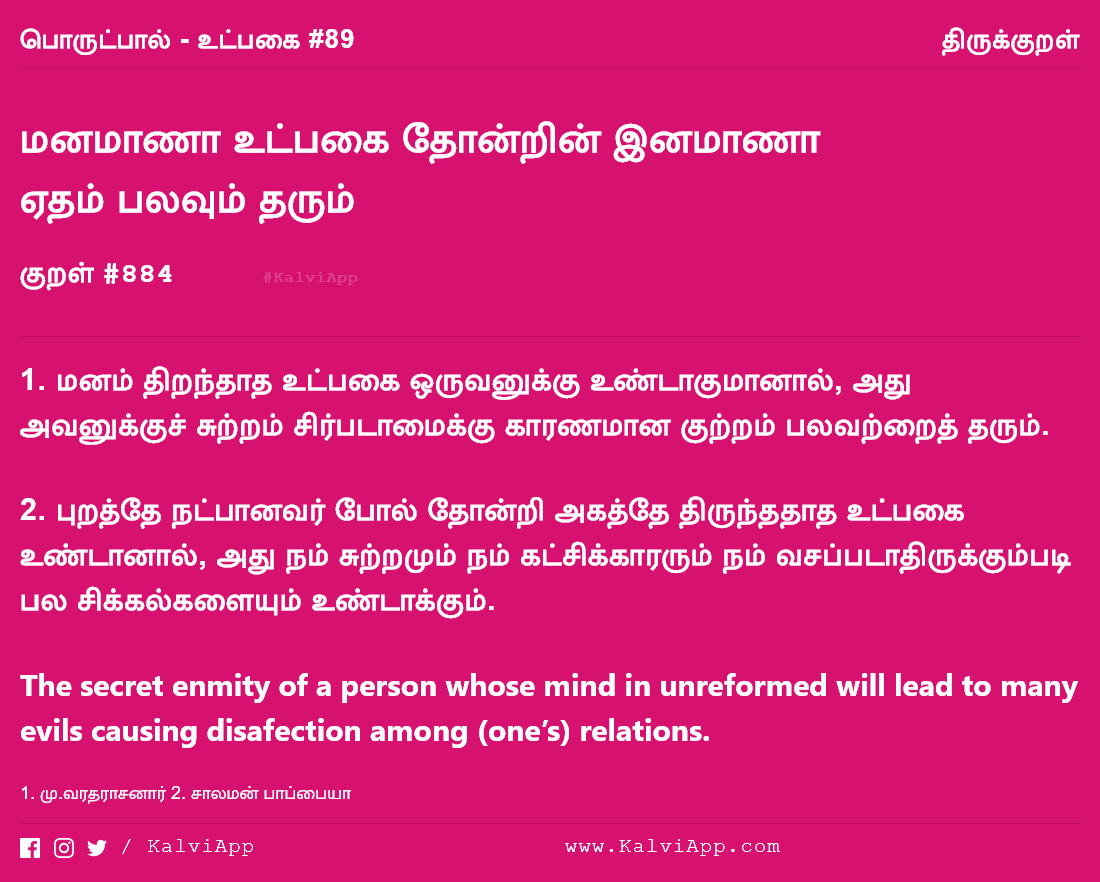 பொருட்பால் - உட்பகை #89 திருக்குறள்
மனமாணா உட்பகை தோன்றின் இனமாணா
ஏதம் பலவும் தரும்
குறள் #884 #KalviApp
1. மனம் திறந்தாத உட்பகை ஒருவனுக்கு உண்டாகுமானால், அது
அவனுக்குச் சுற்றம் சிர்படாமைக்கு காரணமான குற்றம் பலவற்றைத் தரும்.
2. புறத்தே நட்பானவர் போல் தோன்றி அகத்தே திருந்ததாத உட்பகை
உண்டானால், அது நம் சுற்றமும் நம் கட்சிக்காரரும் நம் வசப்படாதிருக்கும்படி
பல சிக்கல்களையும் உண்டாக்கும்.
The secret enmity of a person whose mind in unreformed will lead to many
evils causing disafection among (one's) relations.
1. மு.வரதராசனார் 2. சாலமன் பாப்பையா
/ KalviApp www.KalviApp.com